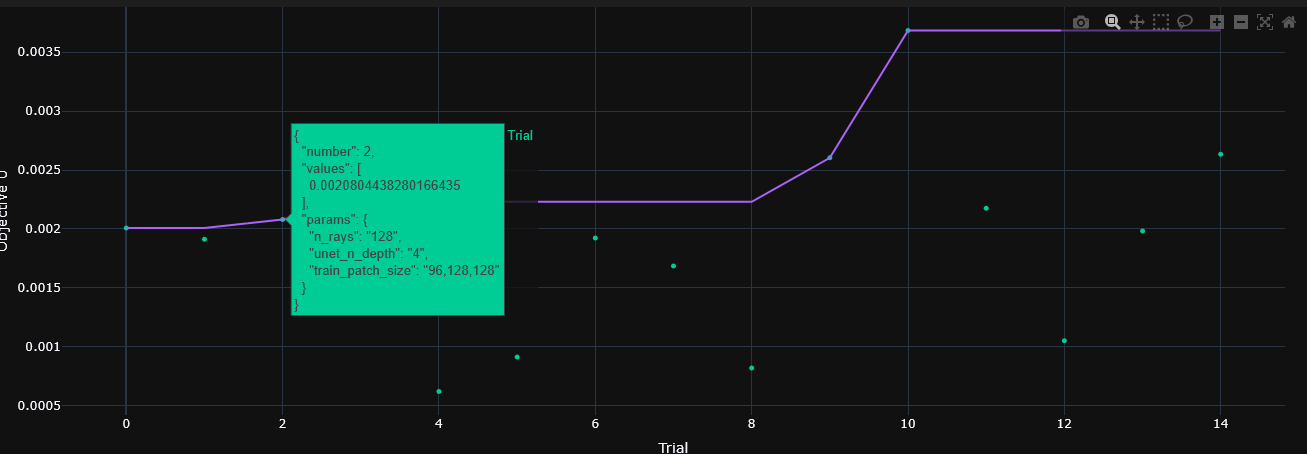 0.0035
0.003
0.0025
0.002
0.0015
0.001
0.0005
Objective 0
{
"number": 2,
"values": [
0.0020804438280166435
],
"params": {
"n_rays": "128",
"unet_n_depth": "4",
"train_patch_size": "96,128,128"
}
}
Trial
0 2 4 6 8 10 12 14
Trial